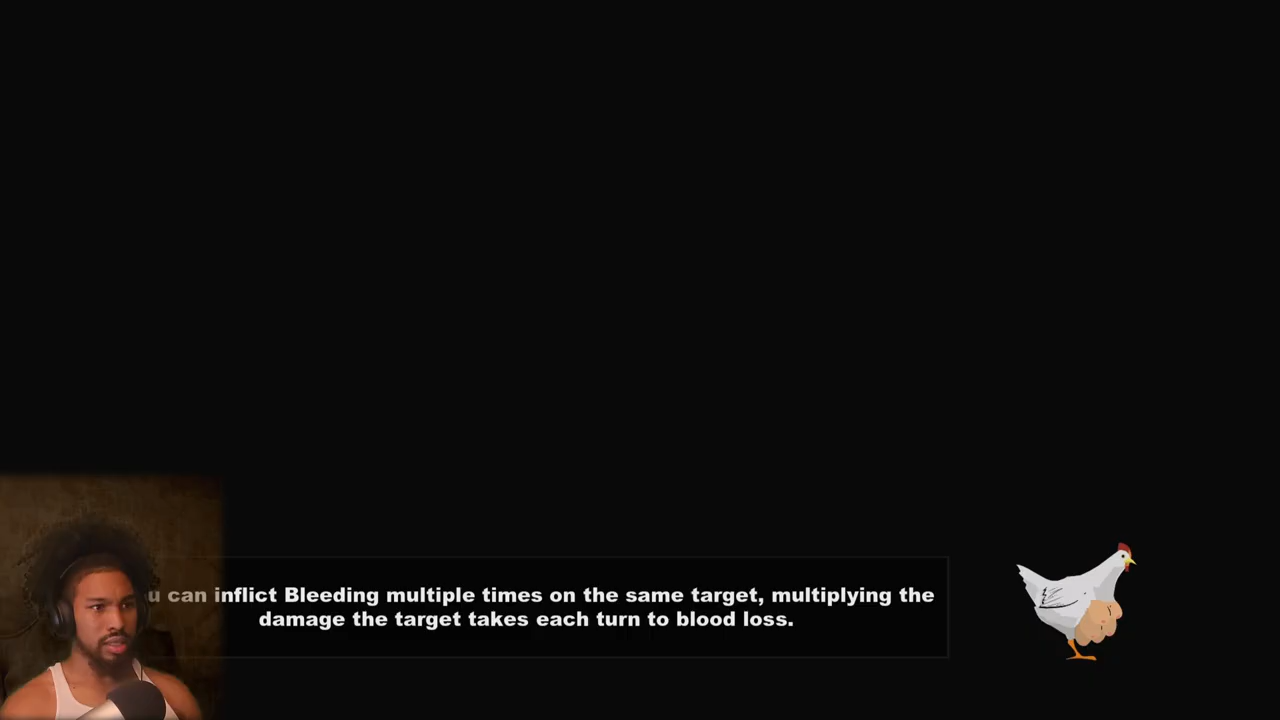 u can inflict Bleeding multiple times on the same target, multiplying the
damage the target takes each turn to blood loss.